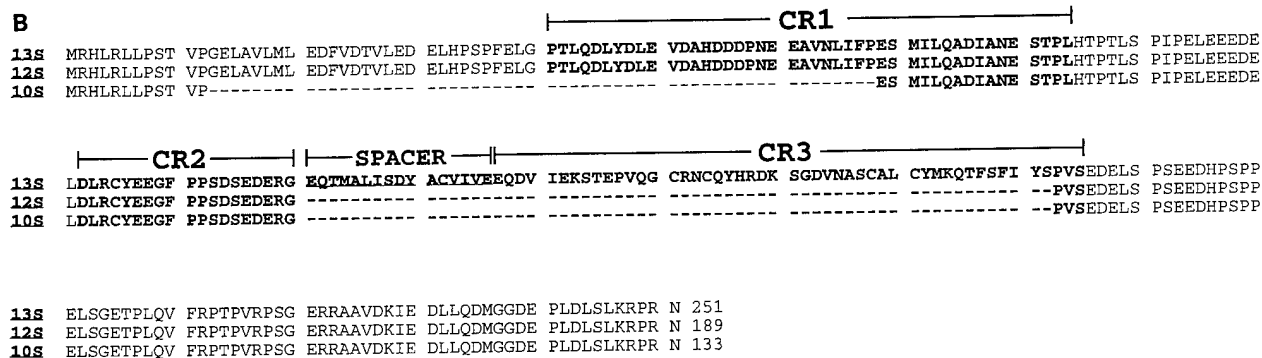 B
CR1
13S MRHLRLLPST VPGELAVLML EDFVDTVLED ELHPSPFELG PTLQDLYDLE VDAHDDDPNE EAVNLIFPES MILQADIANE STPLHTPTLS PIPELEEEDE
12S MRHLRLLPST VPGELAVLML EDFVDTVLED ELHPSPFELG PTLQDLYDLE VDAHDDDPNE EAVNLIFPES MILQADIANE STPLHTPTLS PIPELEEEDE
10S MRHLRLLPST VP-------- ---------- ---------- ---------- ---------- --------ES MILQADIANE STPLHTPTLS PIPELEEEDE
CR2 SPACER CR3
13S LDLRCYEEGF PPSDSEDERG EQTMALISDY ACVIVEEQDV IEKSTEPVQG CRNCQYHRDK SGDVNASCAL CYMKQTFSFI YSPVSEDELS PSEEDHPSPP
12S LDLRCYEEGF PPSDSEDERG ---------- ---------- ---------- ---------- ---------- ---------- --PVSEDELS PSEEDHPSPP
10S LDLRCYEEGF PPSDSEDERG ---------- ---------- ---------- ---------- ---------- ---------- --PVSEDELS PSEEDHPSPP
13S ELSGETPLQV FRPTPVRPSG ERRAAVDKIE DLLQDMGGDE PLDLSLKRPR N 251
12S ELSGETPLQV FRPTPVRPSG ERRAAVDKIE DLLQDMGGDE PLDLSLKRPR N 189
10S ELSGETPLQV FRPTPVRPSG ERRAAVDKIE DLLQDMGGDE PLDLSLKRPR N 133